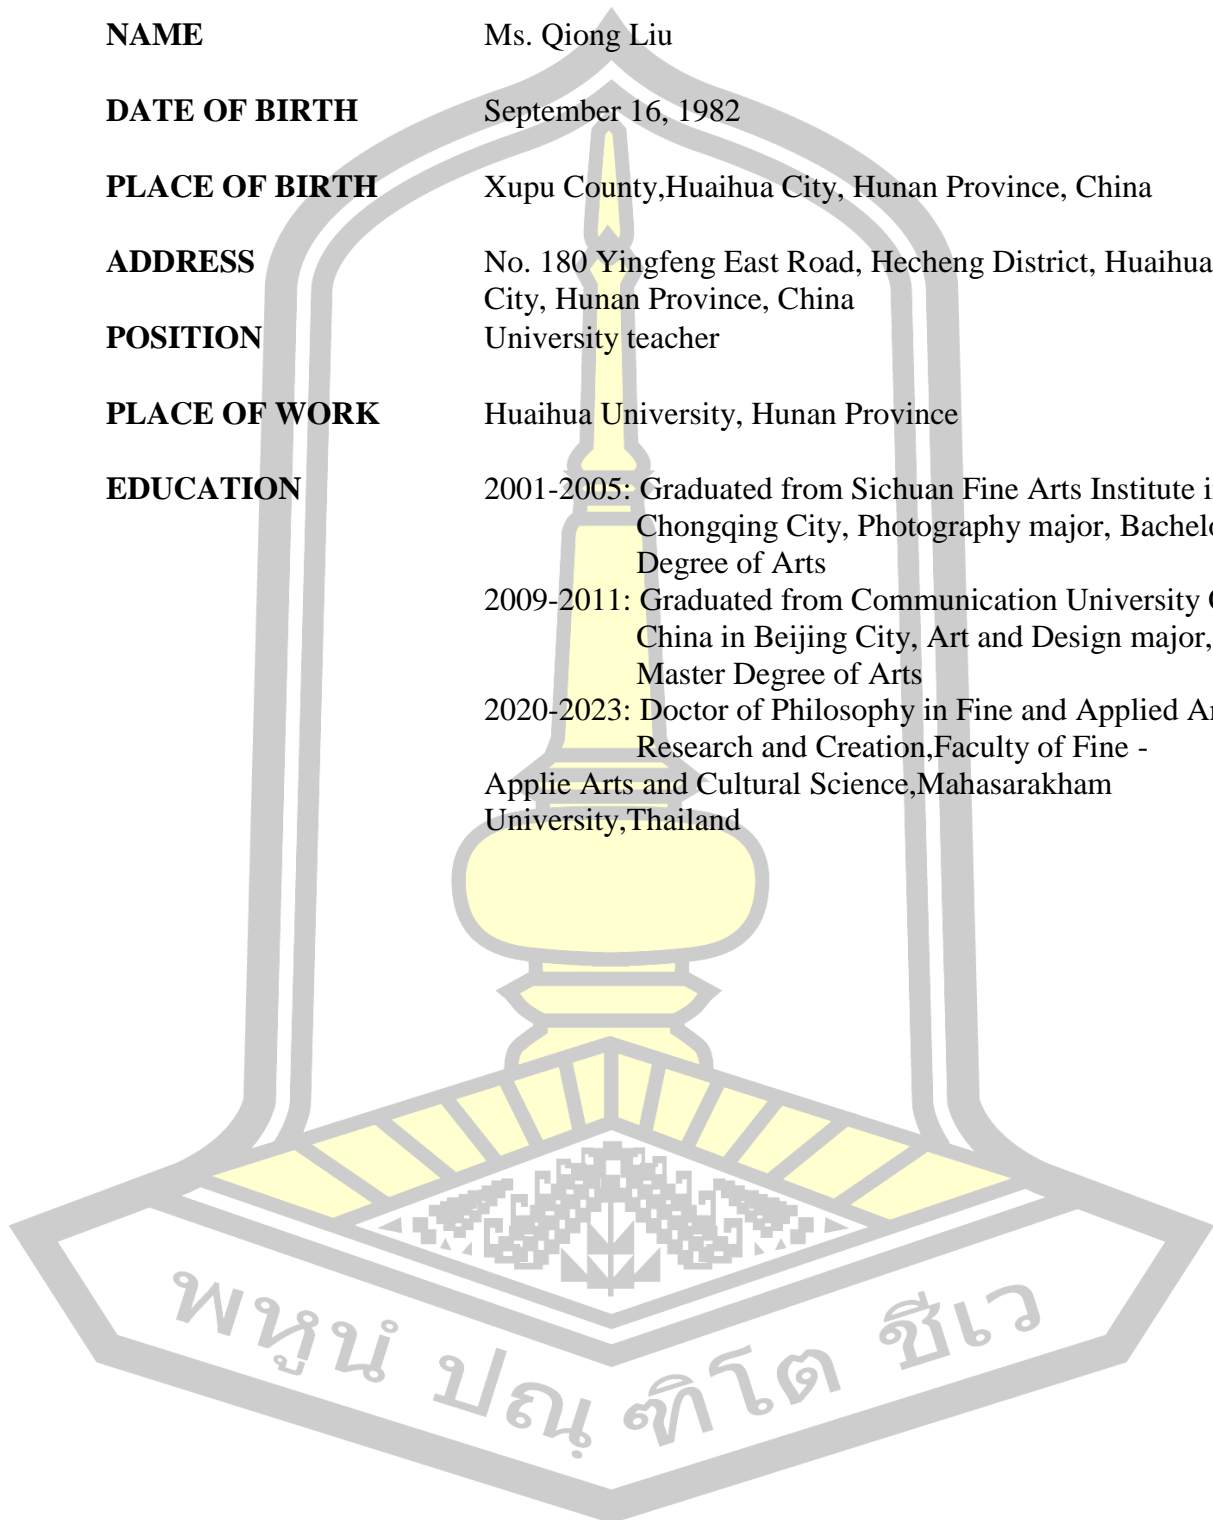 NAME Ms. Qiong Liu
DATE OF BIRTH September 16, 1982
PLACE OF BIRTH Xupu County,Huaihua City, Hunan Province, China
ADDRESS No. 180 Yingfeng East Road, Hecheng District, Huaihua
City, Hunan Province, China
POSITION University teacher
PLACE OF WORK Huaihua University, Hunan Province
EDUCATION 2001-2005: Graduated from Sichuan Fine Arts Institute
Chongqing City, Photography major,
Degree of Arts
2009-2011: Graduated from Communication University
China in Beijing City, Art and Design major,
Master Degree of Arts
2020-2023: Doctor of Philosophy in Fine and Applied
Research and Creation,Faculty of Fine -
Applie Arts and Cultural Science,Mahasarakham
University,Thailand
พหูนํ ปณฺฑิโต ชีเว